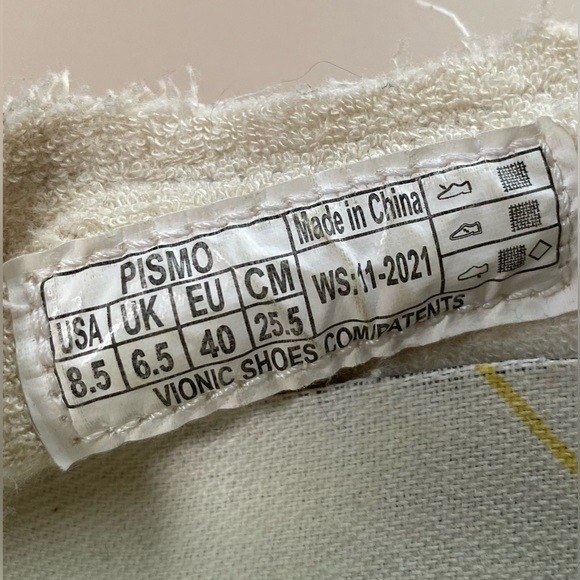 PISMO
USA UK EU CM
8.5 6.5 40 25.5
Made in China
WS:11-2021
VIONIC SHOES COM/PATENTS